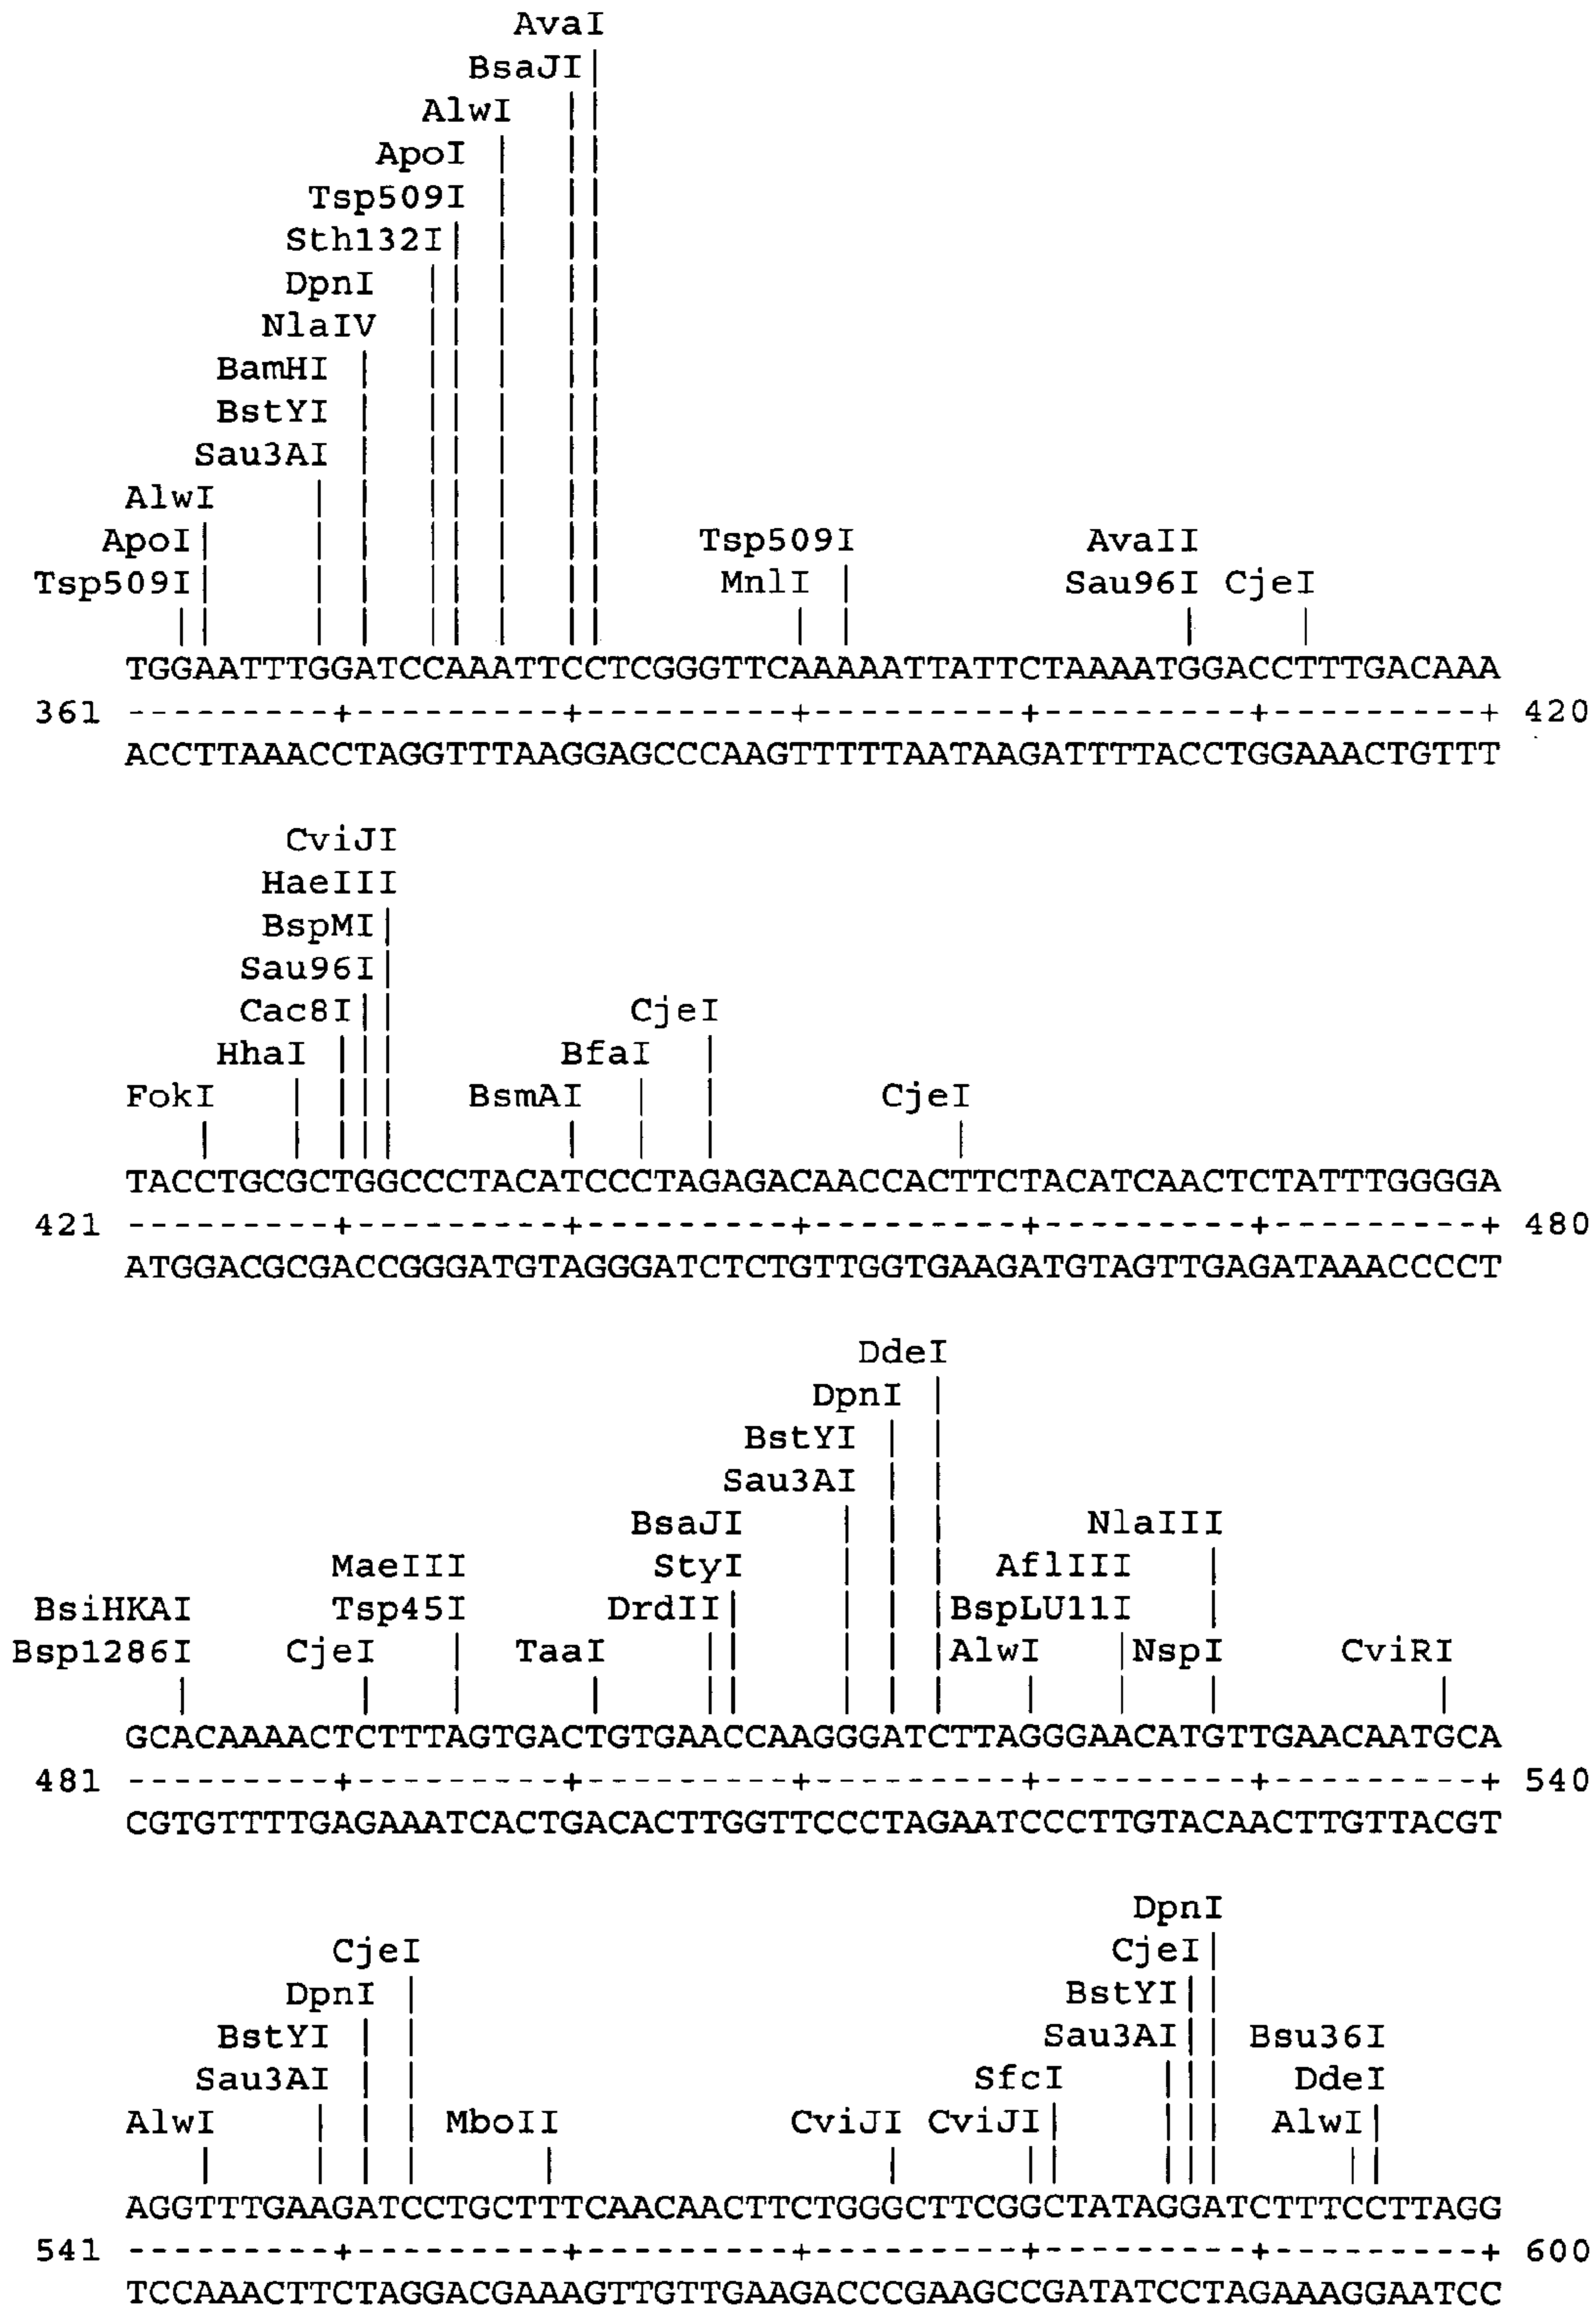 AvaI
BsaJI
AlwI
ApoI
Tsp509I
Sth132I
DpnI
NlaIV
BamHI
BstYI
Sau3AI
AlwI
ApoI Tsp509I AvaII
Tsp509I MnlI Sau96I CjeI
TGGAATTTGGATCCAAATTCCTCGGGTTCAAAAATTATTCTAAAATGGACCTTTGACAAA
361 ---------+---------+---------+---------+---------+---------+ 420
ACCTTAAACCTAGGTTTAAGGAGCCCAAGTTTTTAATAAGATTTTACCTGGAAACTGTTT
CviJI
HaeIII
BspMI
Sau96I
Cac8I CjeI
HhaI BfaI
FokI BsmAI CjeI
TACCTGCGCTGGCCCTACATCCCTAGAGACAACCACTTCTACATCAACTCTATTTGGGGA
421 ---------+---------+---------+---------+---------+---------+ 480
ATGGACGCGACCGGGATGTAGGGATCTCTGTTGGTGAAGATGTAGTTGAGATAAACCCCT
DdeI
DpnI
BstYI
Sau3AI
BsaJI NlaIII
MaeIII StyI AflIII
BsiHKAI Tsp45I DrdII BspLU11I
Bsp1286I CjeI TaaI AlwI NspI CviRI
GCACAAAACTCTTTAGTGACTGTGAACCAAGGGATCTTAGGGAACATGTTGAACAATGCA
481 ---------+---------+---------+---------+---------+---------+ 540
CGTGTTTTGAGAAATCACTGACACTTGGTTCCCTAGAATCCCTTGTACAACTTGTTACGT
DpnI
CjeI CjeI
DpnI BstYI
BstYI Sau3AI Bsu36I
Sau3AI SfcI DdeI
AlwI MboII CviJI CviJI AlwI
AGGTTTGAAGATCCTGCTTTCAACAACTTCTGGGCTTCGGCTATAGGATCTTTCCTTAGG
541 ---------+---------+---------+---------+---------+---------+ 600
TCCAAACTTCTAGGACGAAAGTTGTTGAAGACCCGAAGCCGATATCCTAGAAAGGAATCC